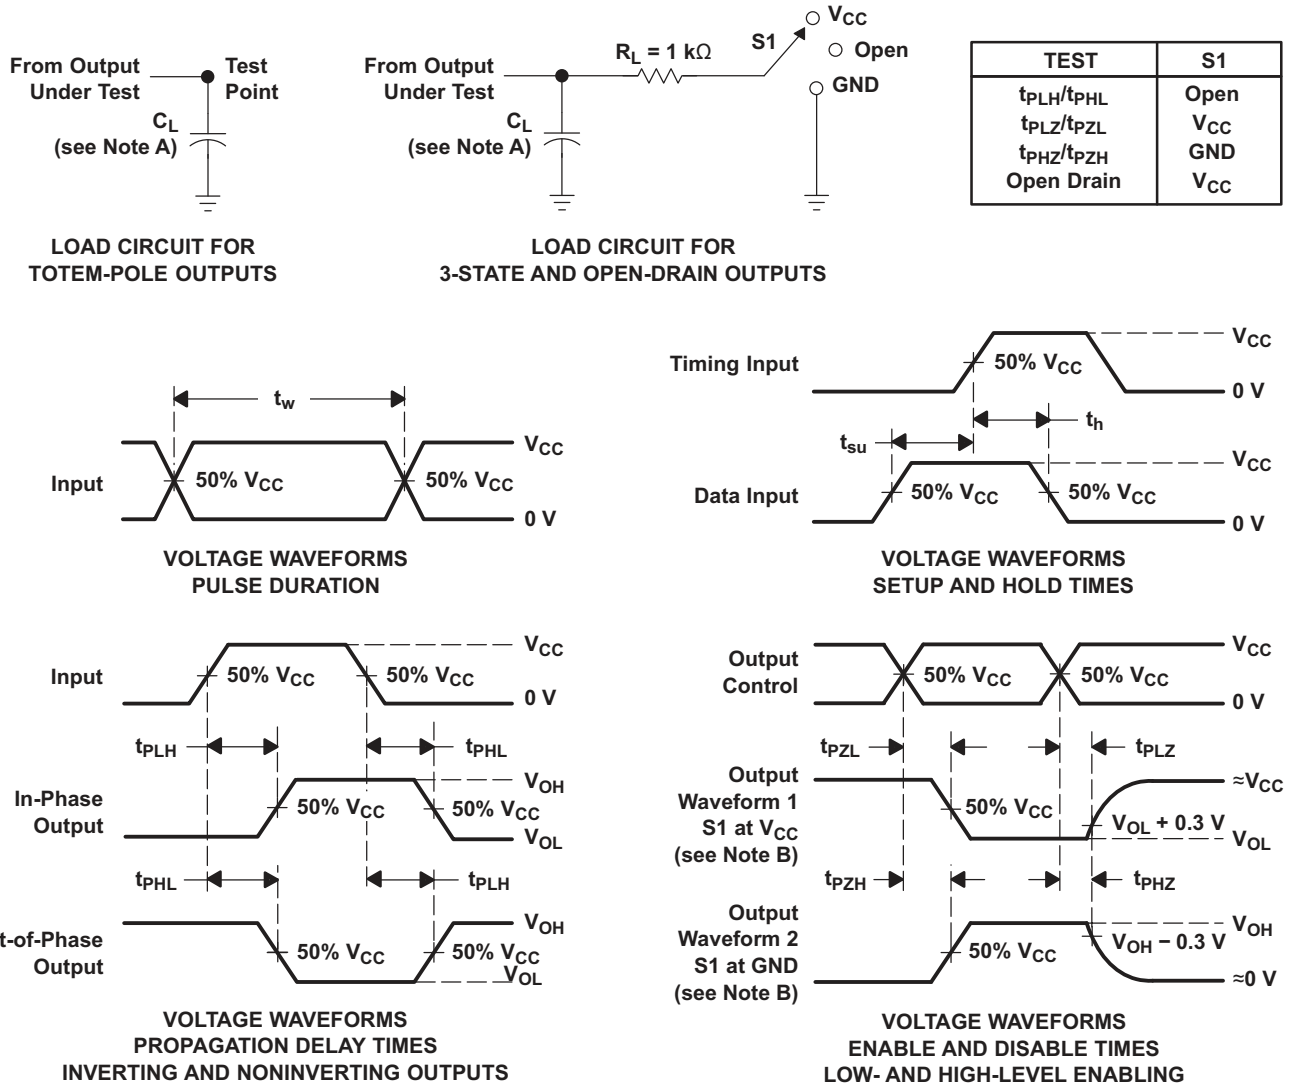 From Output
Under Test
Test
Point
C_L
(see Note A)
LOAD CIRCUIT FOR
TOTEM-POLE OUTPUTS
From Output
Under Test
R_L = 1 kΩ
S1
V_CC
Open
GND
C_L
(see Note A)
LOAD CIRCUIT FOR
3-STATE AND OPEN-DRAIN OUTPUTS
TEST S1
t_PLH/t_PHL Open
t_PLZ/t_PZL V_CC
t_PHZ/t_PZH GND
Open Drain V_CC
t_w
Input
50% V_CC
50% V_CC
V_CC
0 V
VOLTAGE WAVEFORMS
PULSE DURATION
Timing Input
50% V_CC
V_CC
0 V
t_su
t_h
Data Input
50% V_CC
50% V_CC
V_CC
0 V
VOLTAGE WAVEFORMS
SETUP AND HOLD TIMES
Input
50% V_CC
50% V_CC
V_CC
0 V
t_PLH
t_PHL
In-Phase
Output
50% V_CC
50% V_CC
V_OH
V_OL
t_PHL
t_PLH
t-of-Phase
Output
50% V_CC
50% V_CC
V_OH
V_OL
VOLTAGE WAVEFORMS
PROPAGATION DELAY TIMES
INVERTING AND NONINVERTING OUTPUTS
Output
Control
50% V_CC
50% V_CC
V_CC
0 V
t_PZL
t_PLZ
Output
Waveform 1
S1 at V_CC
(see Note B)
50% V_CC
V_OL + 0.3 V
≈V_CC
V_OL
t_PZH
t_PHZ
Output
Waveform 2
S1 at GND
(see Note B)
50% V_CC
V_OH − 0.3 V
V_OH
≈0 V
VOLTAGE WAVEFORMS
ENABLE AND DISABLE TIMES
LOW- AND HIGH-LEVEL ENABLING